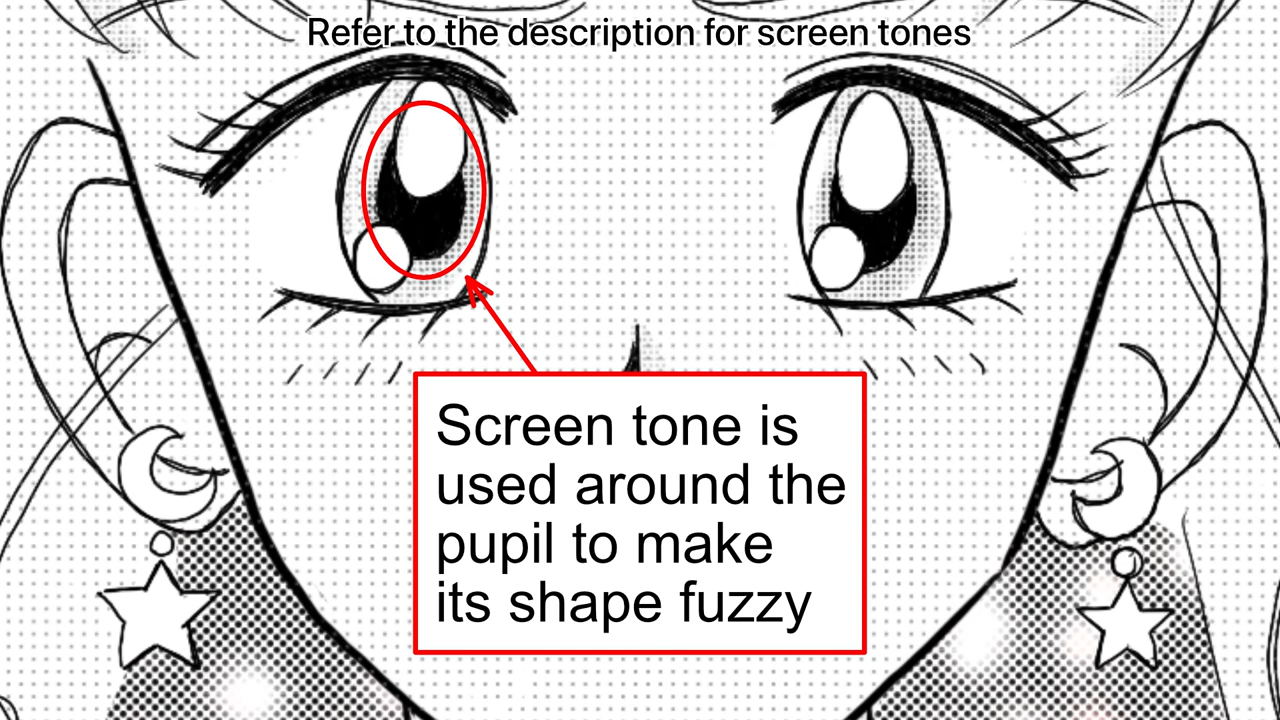 Refer to the description for screen tones
Screen tone is
used around the
pupil to make
its shape fuzzy